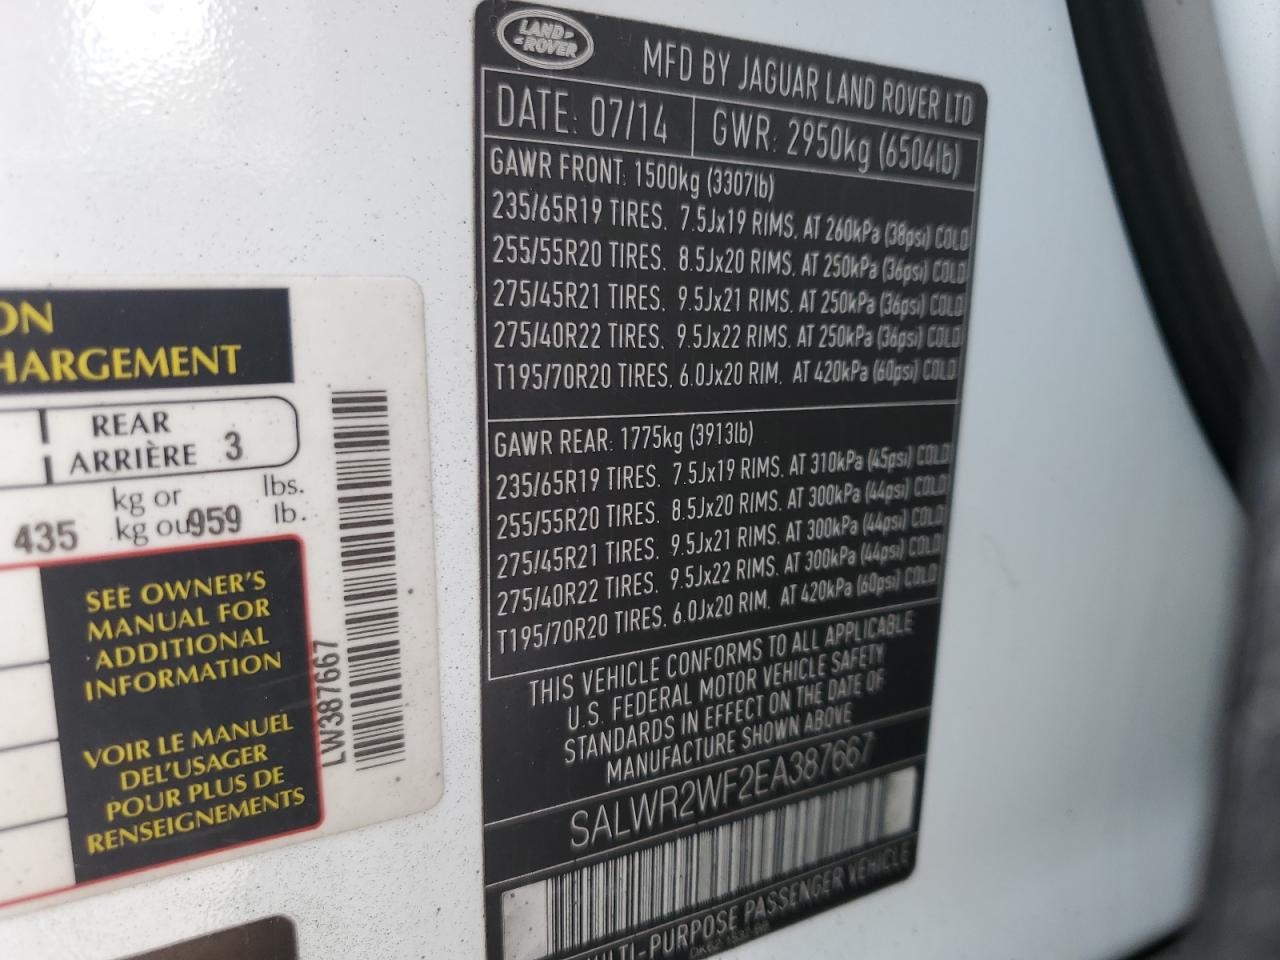 LAND-
-ROVER
MFD BY JAGUAR LAND ROVER LTD
DATE: 07/14
GWR: 2950kg (6504lb)
GAWR FRONT: 1500kg (3307lb)
235/65R19 TIRES. 7.5Jx19 RIMS. AT 260kPa (38psi) COLD
255/55R20 TIRES. 8.5Jx20 RIMS. AT 250kPa (36psi) COLD
275/45R21 TIRES. 9.5Jx21 RIMS. AT 250kPa (36psi) COLD
275/40R22 TIRES. 9.5Jx22 RIMS. AT 250kPa (36psi) COLD
T195/70R20 TIRES. 6.0Jx20 RIM. AT 420kPa (60psi) COLD
GAWR REAR: 1775kg (3913lb)
235/65R19 TIRES. 7.5Jx19 RIMS. AT 310kPa (45psi) COLD
255/55R20 TIRES. 8.5Jx20 RIMS. AT 300kPa (44psi) COLD
275/45R21 TIRES. 9.5Jx21 RIMS. AT 300kPa (44psi) COLD
275/40R22 TIRES. 9.5Jx22 RIMS. AT 300kPa (44psi) COLD
T195/70R20 TIRES. 6.0Jx20 RIM. AT 420kPa (60psi) COLD
THIS VEHICLE CONFORMS TO ALL APPLICABLE
U.S. FEDERAL MOTOR VEHICLE SAFETY
STANDARDS IN EFFECT ON THE DATE OF
MANUFACTURE SHOWN ABOVE
SALWR2WF2EA387667
MULTI-PURPOSE PASSENGER VEHICLE
ON
HARGEMENT
REAR
ARRIÈRE 3
435 kg or 959 lbs.
kg ou lb.
SEE OWNER'S
MANUAL FOR
ADDITIONAL
INFORMATION
VOIR LE MANUEL
DEL'USAGER
POUR PLUS DE
RENSEIGNEMENTS
LW387667